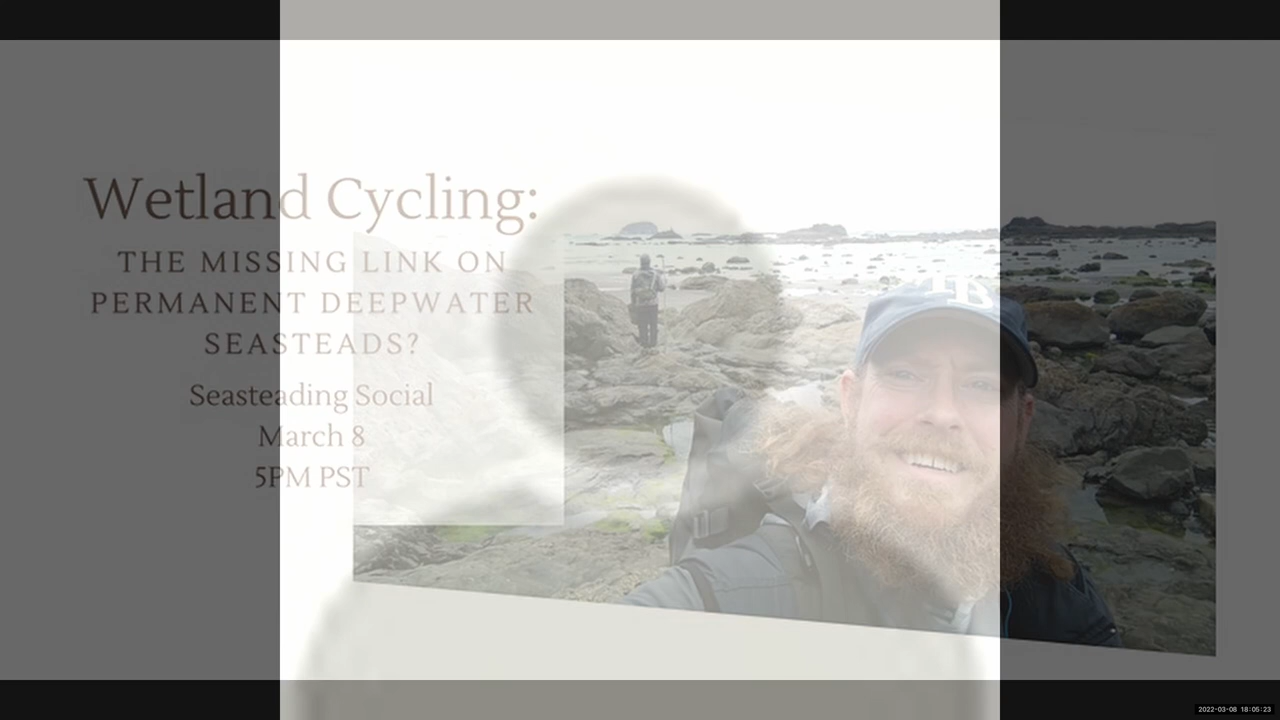 Wetland Cycling:
THE MISSING LINK ON
PERMANENT DEEPWATER
SEASTEADS?
Seasteading Social
March 8
5PM PST
TB
2022-03-08 18:05:23